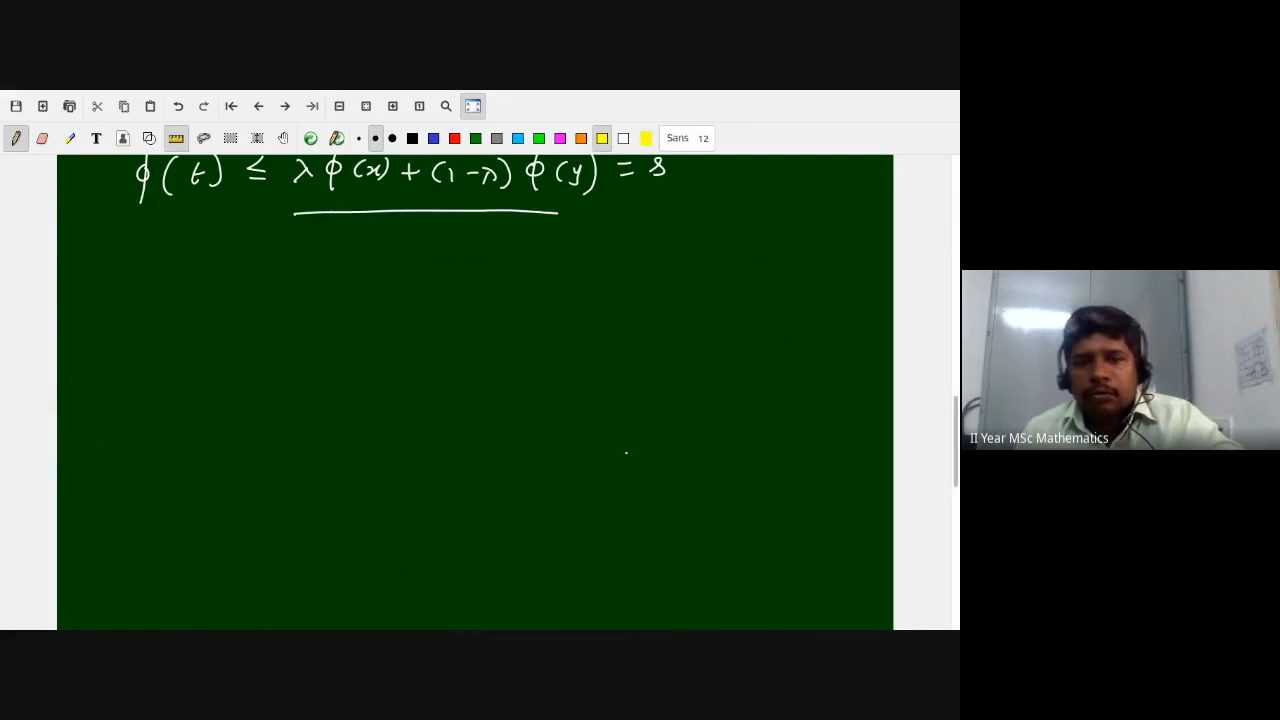 Sans 12
φ(t) ≤ λφ(x) + (1-λ)φ(y) = s
II Year MSc Mathematics